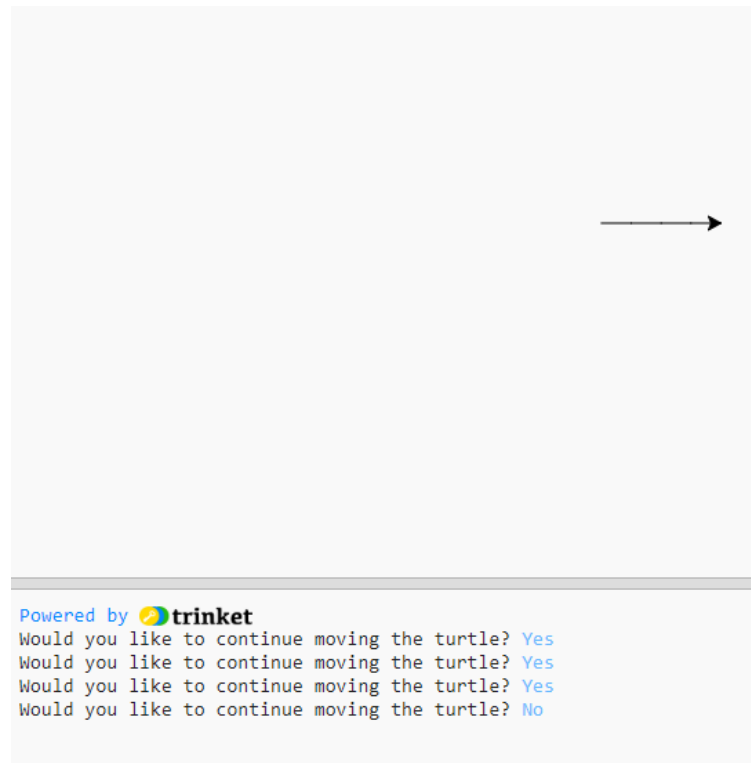 Powered by trinket
Would you like to continue moving the turtle? Yes
Would you like to continue moving the turtle? Yes
Would you like to continue moving the turtle? Yes
Would you like to continue moving the turtle? No